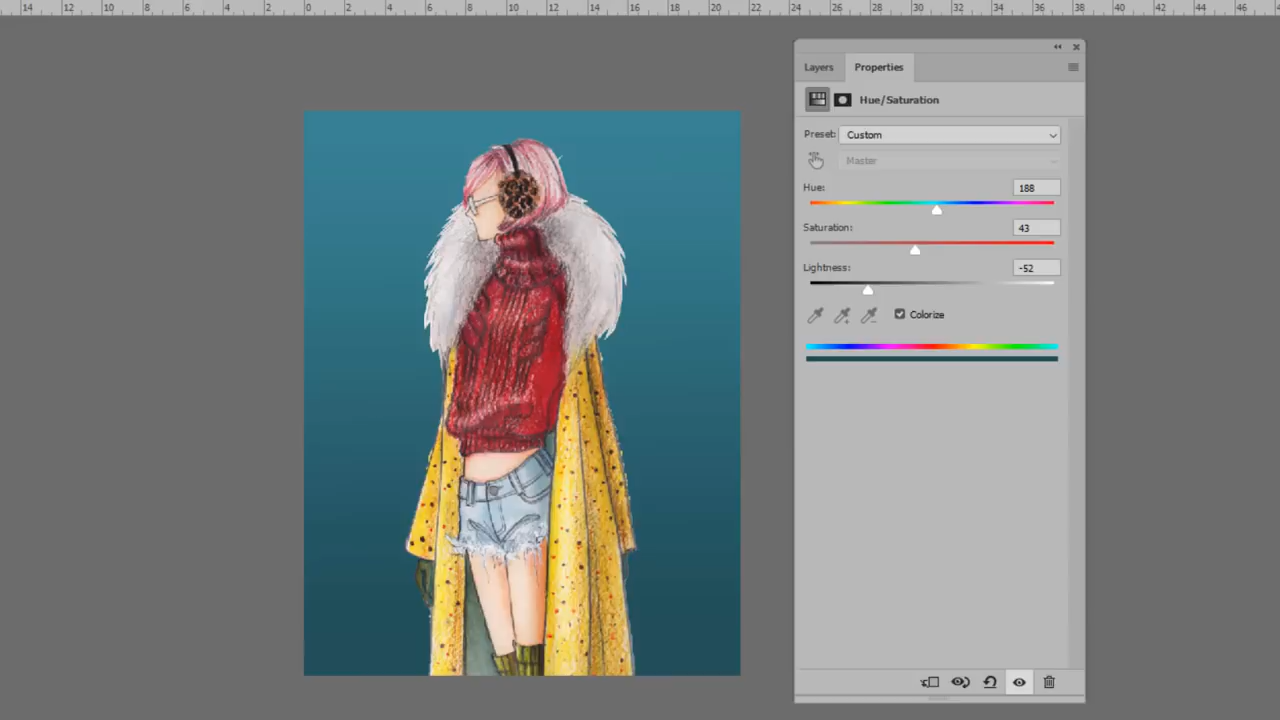 14 12 10 8 6 4 2 0 2 4 6 8 10 12 14 16 18 20 22 24 26 28 30 32 34 36 38 40 42 44 46 48
Layers Properties
Hue/Saturation
Preset: Custom
Master
Hue: 188
Saturation: 43
Lightness: -52
Colorize